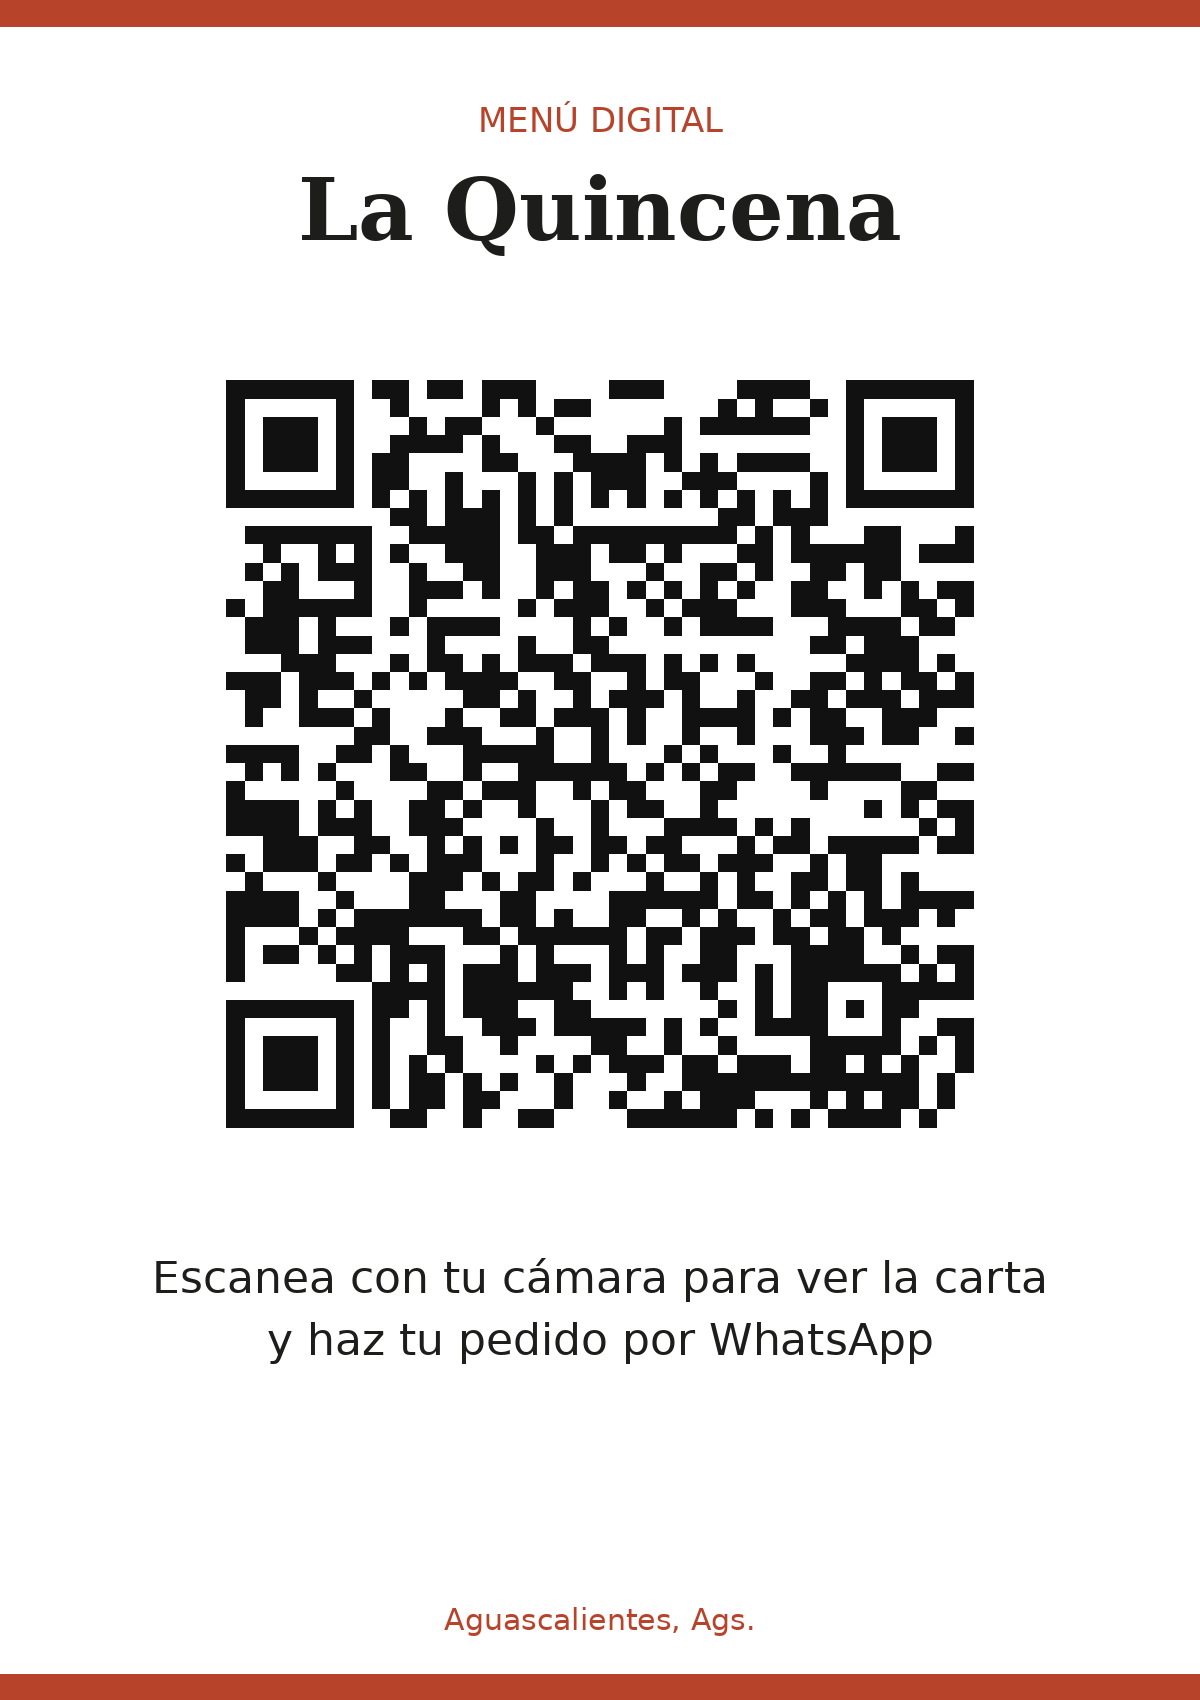 MENÚ DIGITAL
La Quincena
Escanea con tu cámara para ver la carta
y haz tu pedido por WhatsApp
Aguascalientes, Ags.